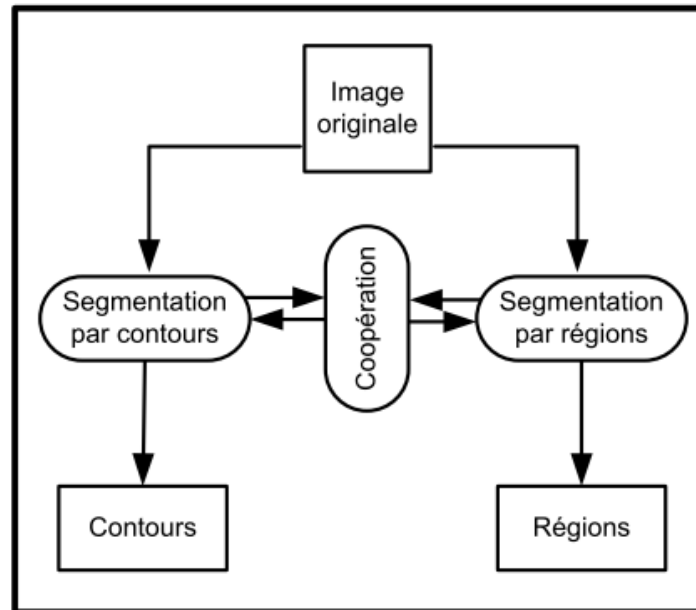 Image
originale
Segmentation
par contours
Coopération
Segmentation
par régions
Contours
Régions